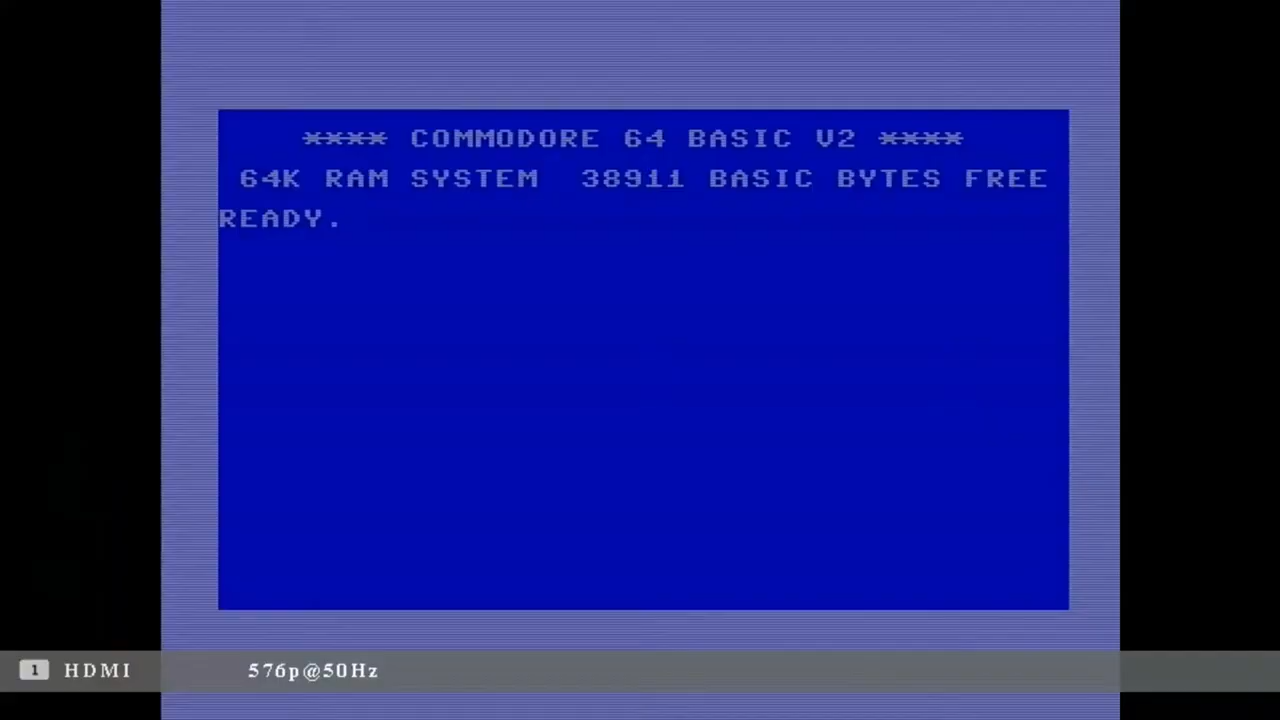 **** COMMODORE 64 BASIC V2 ****
64K RAM SYSTEM  38911 BASIC BYTES FREE
READY.
1 HDMI 576p@50Hz